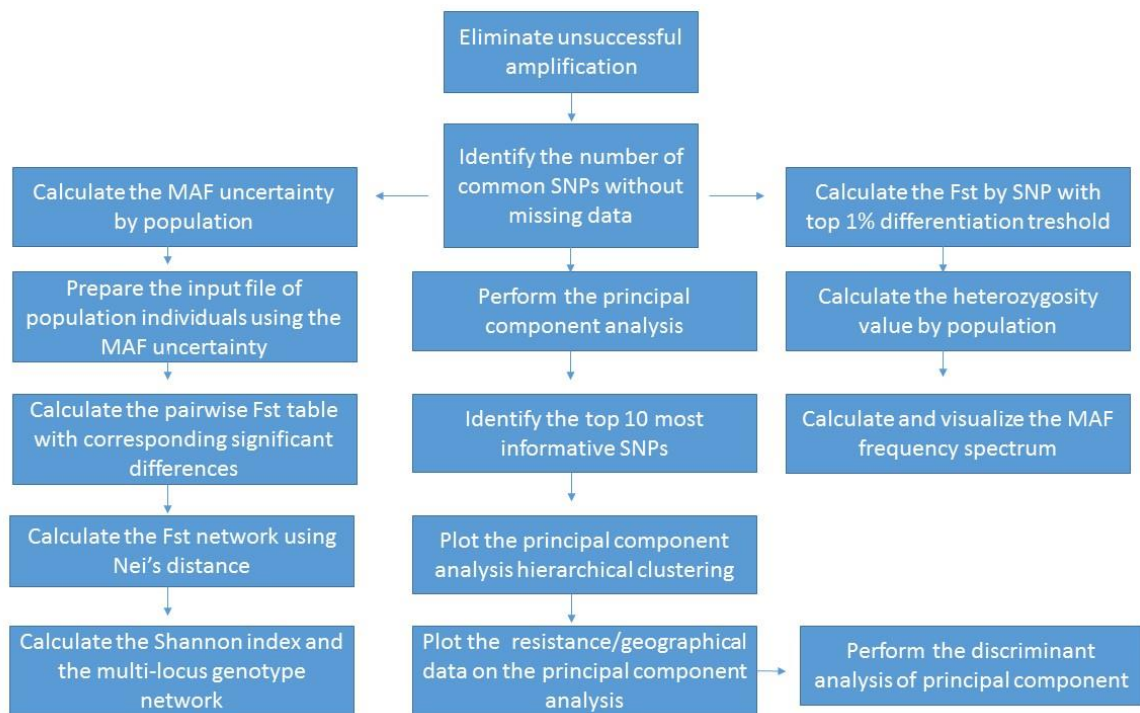 Eliminate unsuccessful
amplification
Identify the number of
common SNPs without
missing data
Calculate the MAF uncertainty
by population
Prepare the input file of
population individuals using the
MAF uncertainty
Calculate the pairwise Fst table
with corresponding significant
differences
Calculate the Fst network using
Nei's distance
Calculate the Shannon index and
the multi-locus genotype
network
Perform the principal
component analysis
Identify the top 10 most
informative SNPs
Plot the principal component
analysis hierarchical clustering
Plot the resistance/geographical
data on the principal component
analysis
Calculate the Fst by SNP with
top 1% differentiation treshold
Calculate the heterozygosity
value by population
Calculate and visualize the MAF
frequency spectrum
Perform the discriminant
analysis of principal component